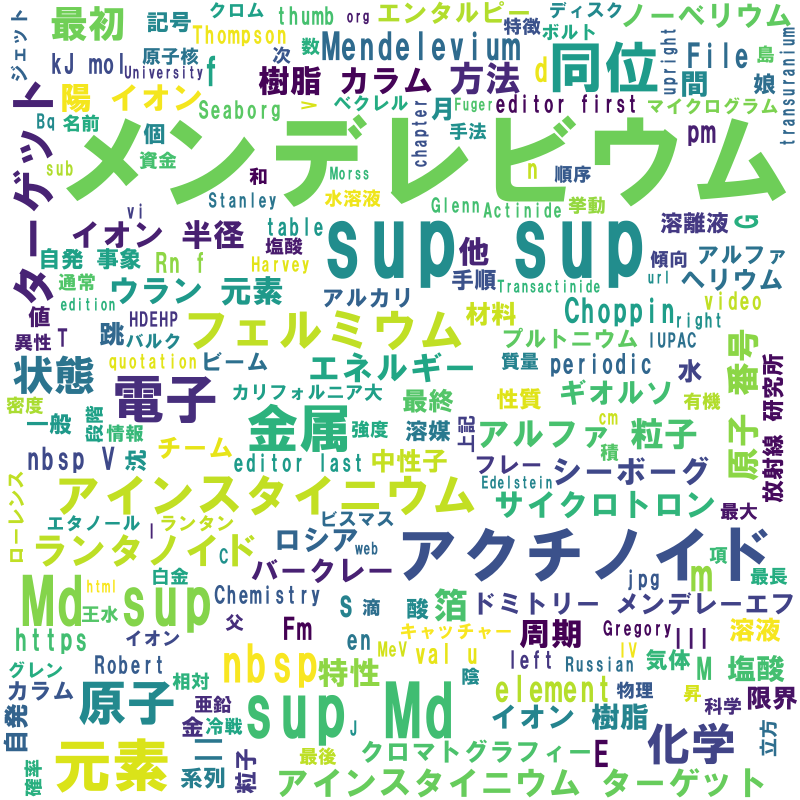 ジェット
最初
記号
クロム
thumb
org
エンタルピー
特徴
ディスク
ノーベリウム
kJ mol
原子核
Thompson
次
数
Mendelevium
ボルト
同位
File
島
University
f
樹脂 カラム
方法
d
upright
間
娘
transuranium
ターゲット
陽 イオン
Seaborg
v
ベクレル
月
Fuger
editor first
マイクログラム
Bq
名前
個
chapter
手法
pm
メンデレビウム
sub
資金
和
Morss
n
順序
vi
Stanley
水溶液
Glenn
Actinide
挙動
溶離液
G
イオン 半径
table
塩酸
sup sup
他
自発 事象
Rn f
Harvey
手順
傾向
アルファ
通常
ウラン 元素
アルカリ
Transactinide
url
ヘリウム
edition
値
HDEHP
フェルミウム
材料
Choppin
right
video
異性
T
跳
バルク
プルトニウム
IUPAC
quotation
ビーム
エネルギー
質量
periodic
水
原子 番号
研究所
状態
電子
カリフォルニア大
最終
性質
ギオルソ
有機
密度
一般
段階
情報
金属
強度
溶媒
上記
アルファ 粒子
cm
積
放射線
nbsp V
沈
チーム
editor last
中性子
フレー
シーボーグ
Edelstein
ローレンス
アインスタイニウム
サイクロトロン
最大
エタノール
l
ランタン
ビスマス
ランタノイド
C
ロシア
web
アクチノイド
項
バークレー
白金
html
jpg
m
最長
Md sup
王水
Chemistry
S
滴
酸
箔
ドミトリー メンデレーエフ
父
https
イオン
Fm
en
キャッチャー
周期
Gregory
III
溶液
グレン
Robert
nbsp
特性
MeV
val u
left
Russian
IV
気体
M
塩酸
カラム
相対
陰
element
物理
昇
科学
限界
自発
原子
亜鉛
金
冷戦
sup Md
J
イオン 樹脂
立方
元素
二
系列
粒子
最後
クロマトグラフィー
E
化学
確率
アインスタイニウム ターゲット